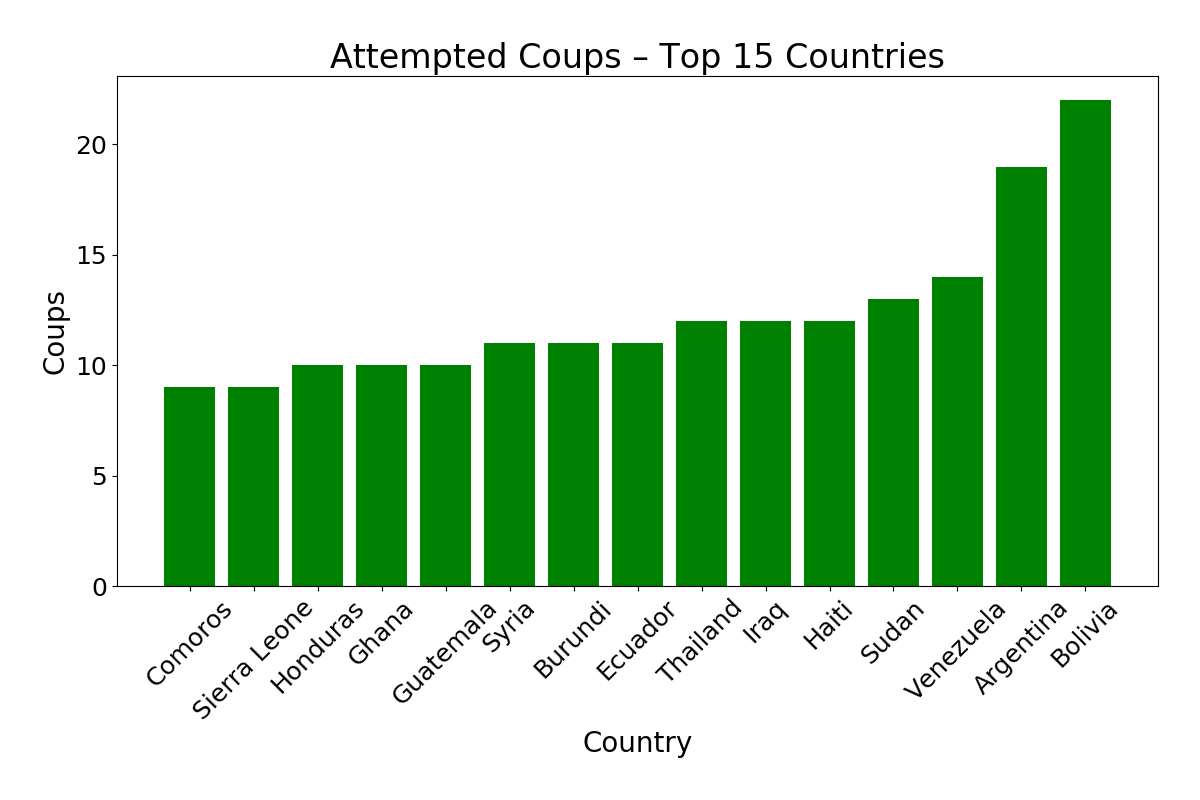 Attempted Coups – Top 15 Countries
Coups
20
15
10
5
0
Comoros
Sierra Leone
Honduras
Ghana
Guatemala
Syria
Burundi
Ecuador
Thailand
Iraq
Haiti
Sudan
Venezuela
Argentina
Bolivia
Country